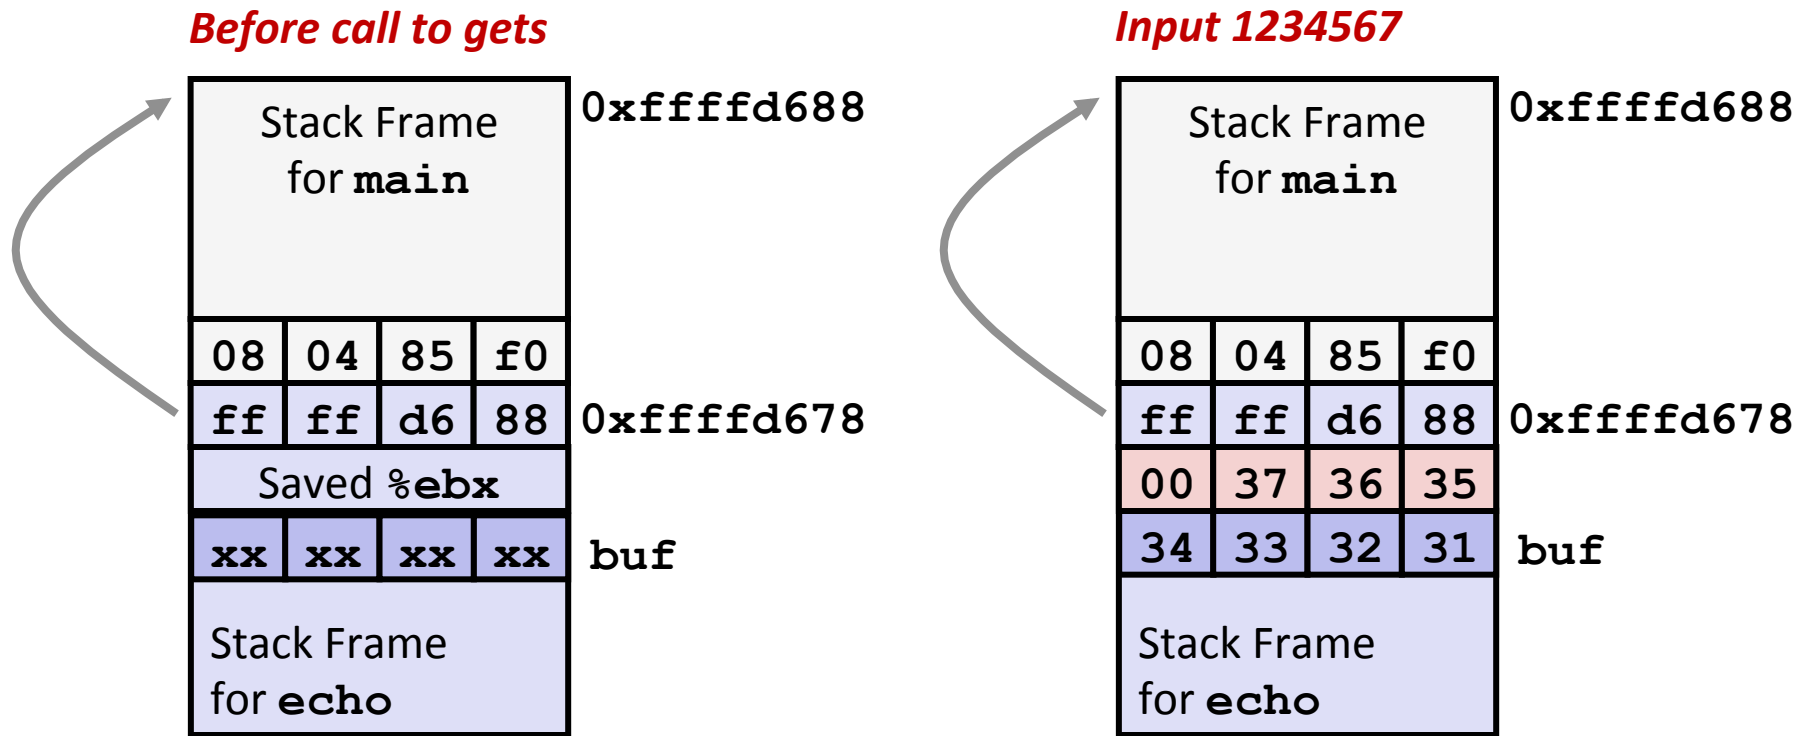 Before call to gets
Stack Frame
for main
0xffffd688
08 04 85 f0
ff ff d6 88
0xffffd678
Saved %ebx
xx xx xx xx
buf
Stack Frame
for echo
Input 1234567
Stack Frame
for main
0xffffd688
08 04 85 f0
ff ff d6 88
0xffffd678
00 37 36 35
34 33 32 31
buf
Stack Frame
for echo